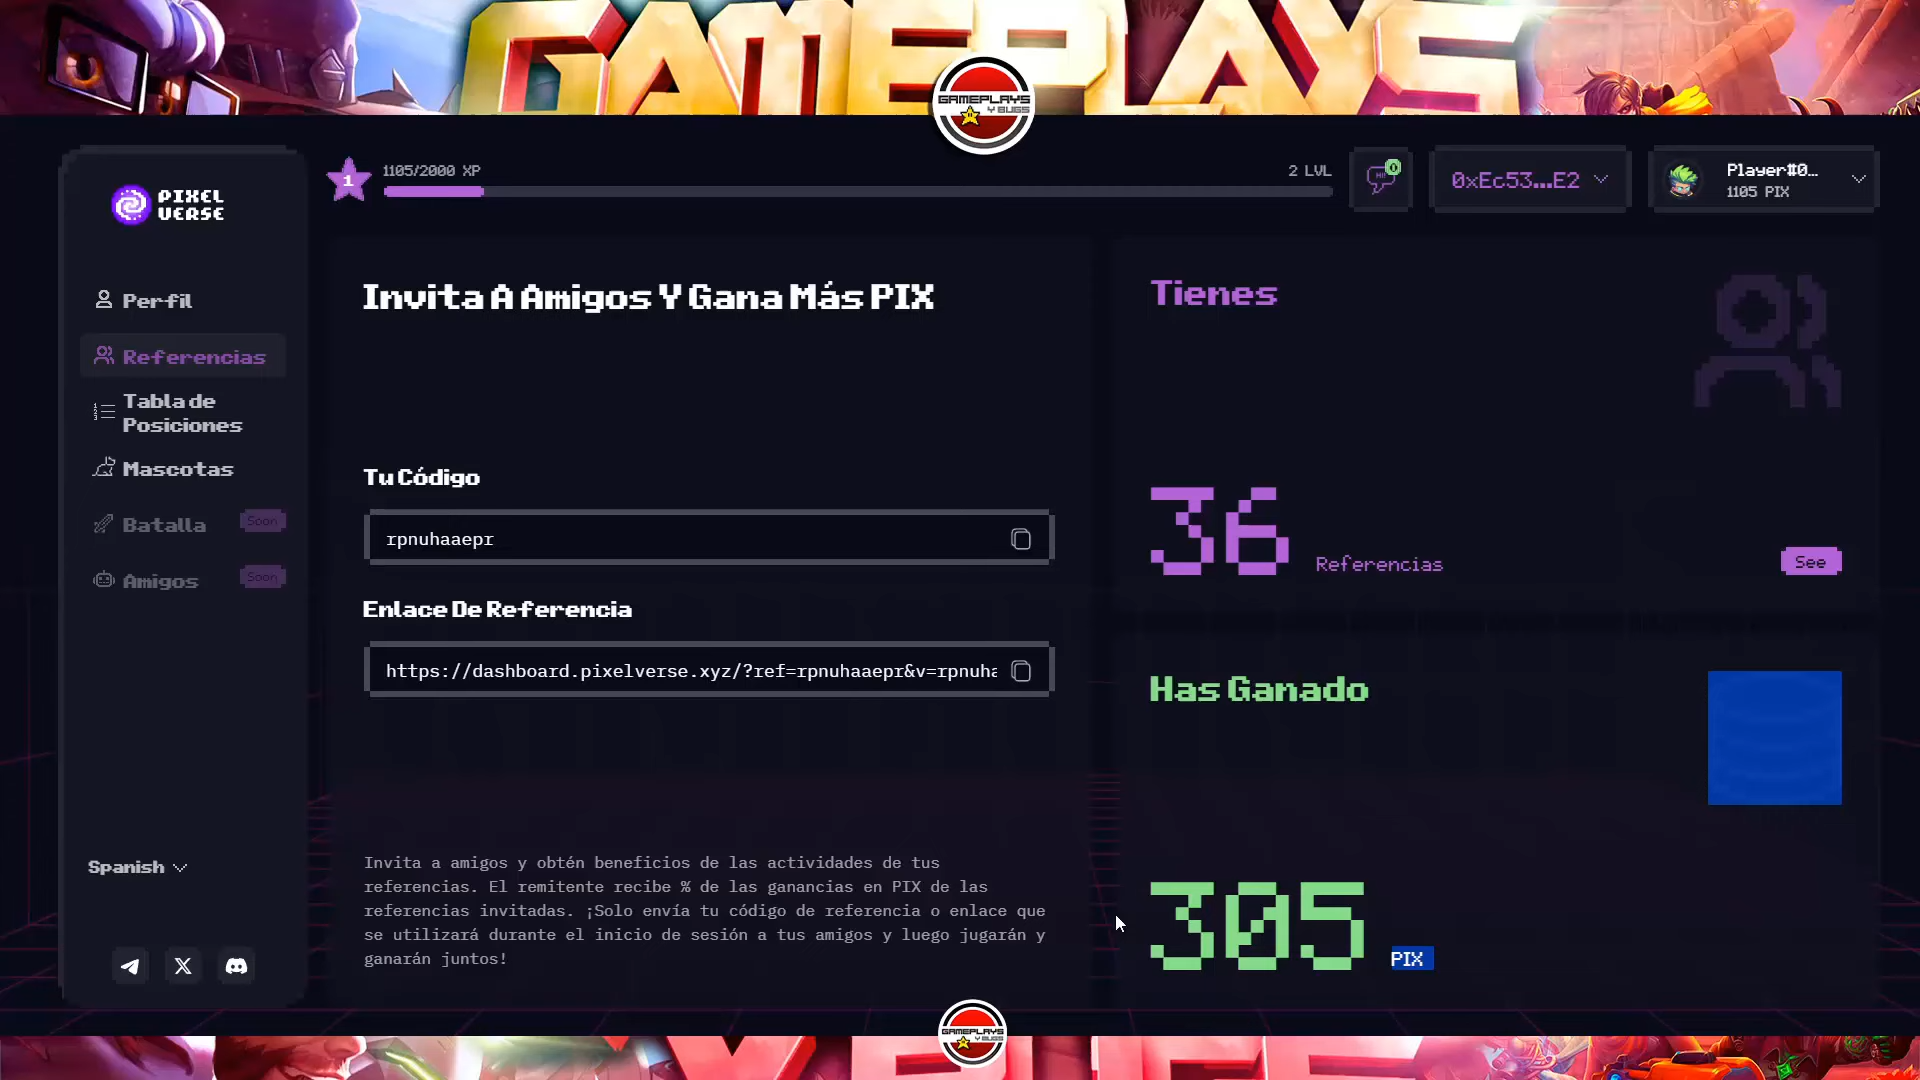 GAMEPLAYS
GAMEPLAYS
Y BUGS
PIXEL
VERSE
1
1105/2000 XP
2 LVL
HI!
0
0xEc53...E2
Player#0...
1105 PIX
Perfil
Referencias
Tabla de
Posiciones
Mascotas
Batalla
Soon
Amigos
Soon
Spanish
Invita A Amigos Y Gana Más PIX
Tu Código
rpnuhaaepr
Enlace De Referencia
https://dashboard.pixelverse.xyz/?ref=rpnuhaaepr&v=rpnuha
Invita a amigos y obtén beneficios de las actividades de tus
referencias. El remitente recibe % de las ganancias en PIX de las
referencias invitadas. ¡Solo envía tu código de referencia o enlace que
se utilizará durante el inicio de sesión a tus amigos y luego jugarán y
ganarán juntos!
Tienes
36
Referencias
See
Has Ganado
305
PIX
GAMEPLAYS
Y BUGS